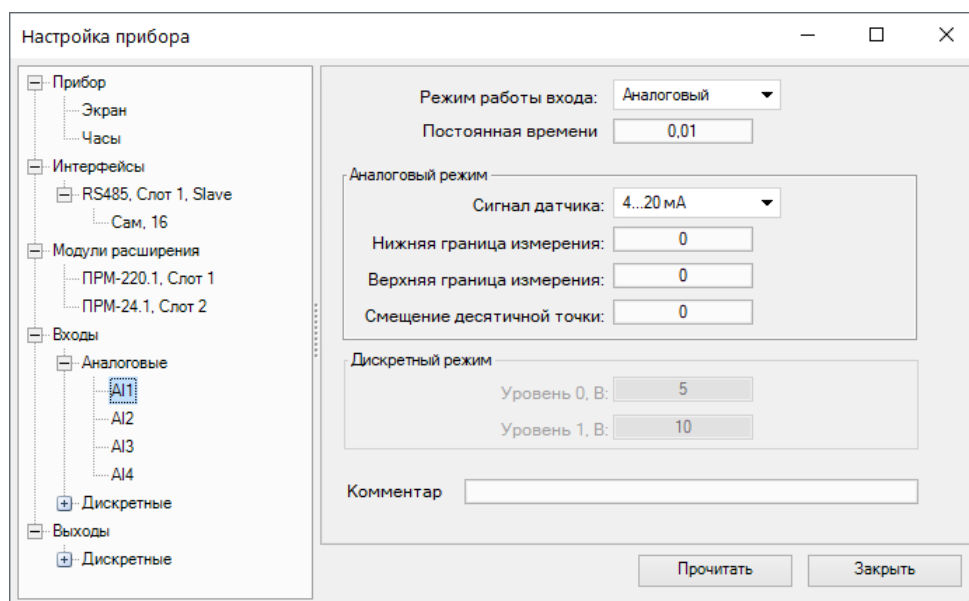 Настройка прибора
Прибор
Экран
Часы
Интерфейсы
RS485, Слот 1, Slave
Сам, 16
Модули расширения
ПРМ-220.1, Слот 1
ПРМ-24.1, Слот 2
Входы
Аналоговые
AI1
AI2
AI3
AI4
Дискретные
Выходы
Дискретные
Режим работы входа: Аналоговый
Постоянная времени 0,01
Аналоговый режим
Сигнал датчика: 4...20 мА
Нижняя граница измерения: 0
Верхняя граница измерения: 0
Смещение десятичной точки: 0
Дискретный режим
Уровень 0, В: 5
Уровень 1, В: 10
Комментар
Прочитать Закрыть